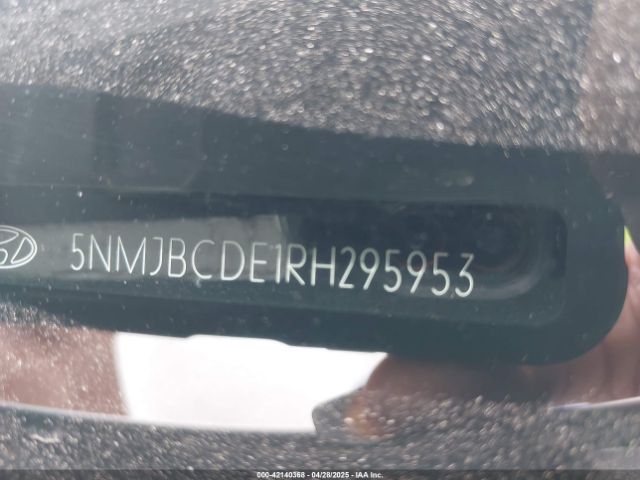 5NMJBCDE1RH295953
000-42140368 - 04/28/2025 - IAA Inc.